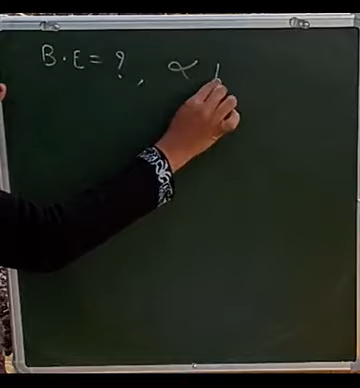 B.E = ? , α